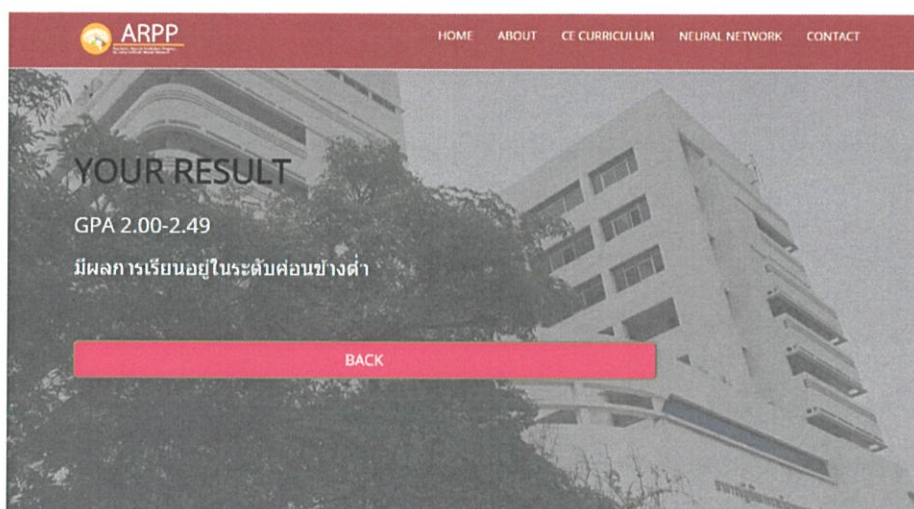 ARPP
HOME ABOUT CE CURRICULUM NEURAL NETWORK CONTACT
YOUR RESULT
GPA 2.00-2.49
มีผลการเรียนอยู่ในระดับค่อนข้างต่ำ
BACK